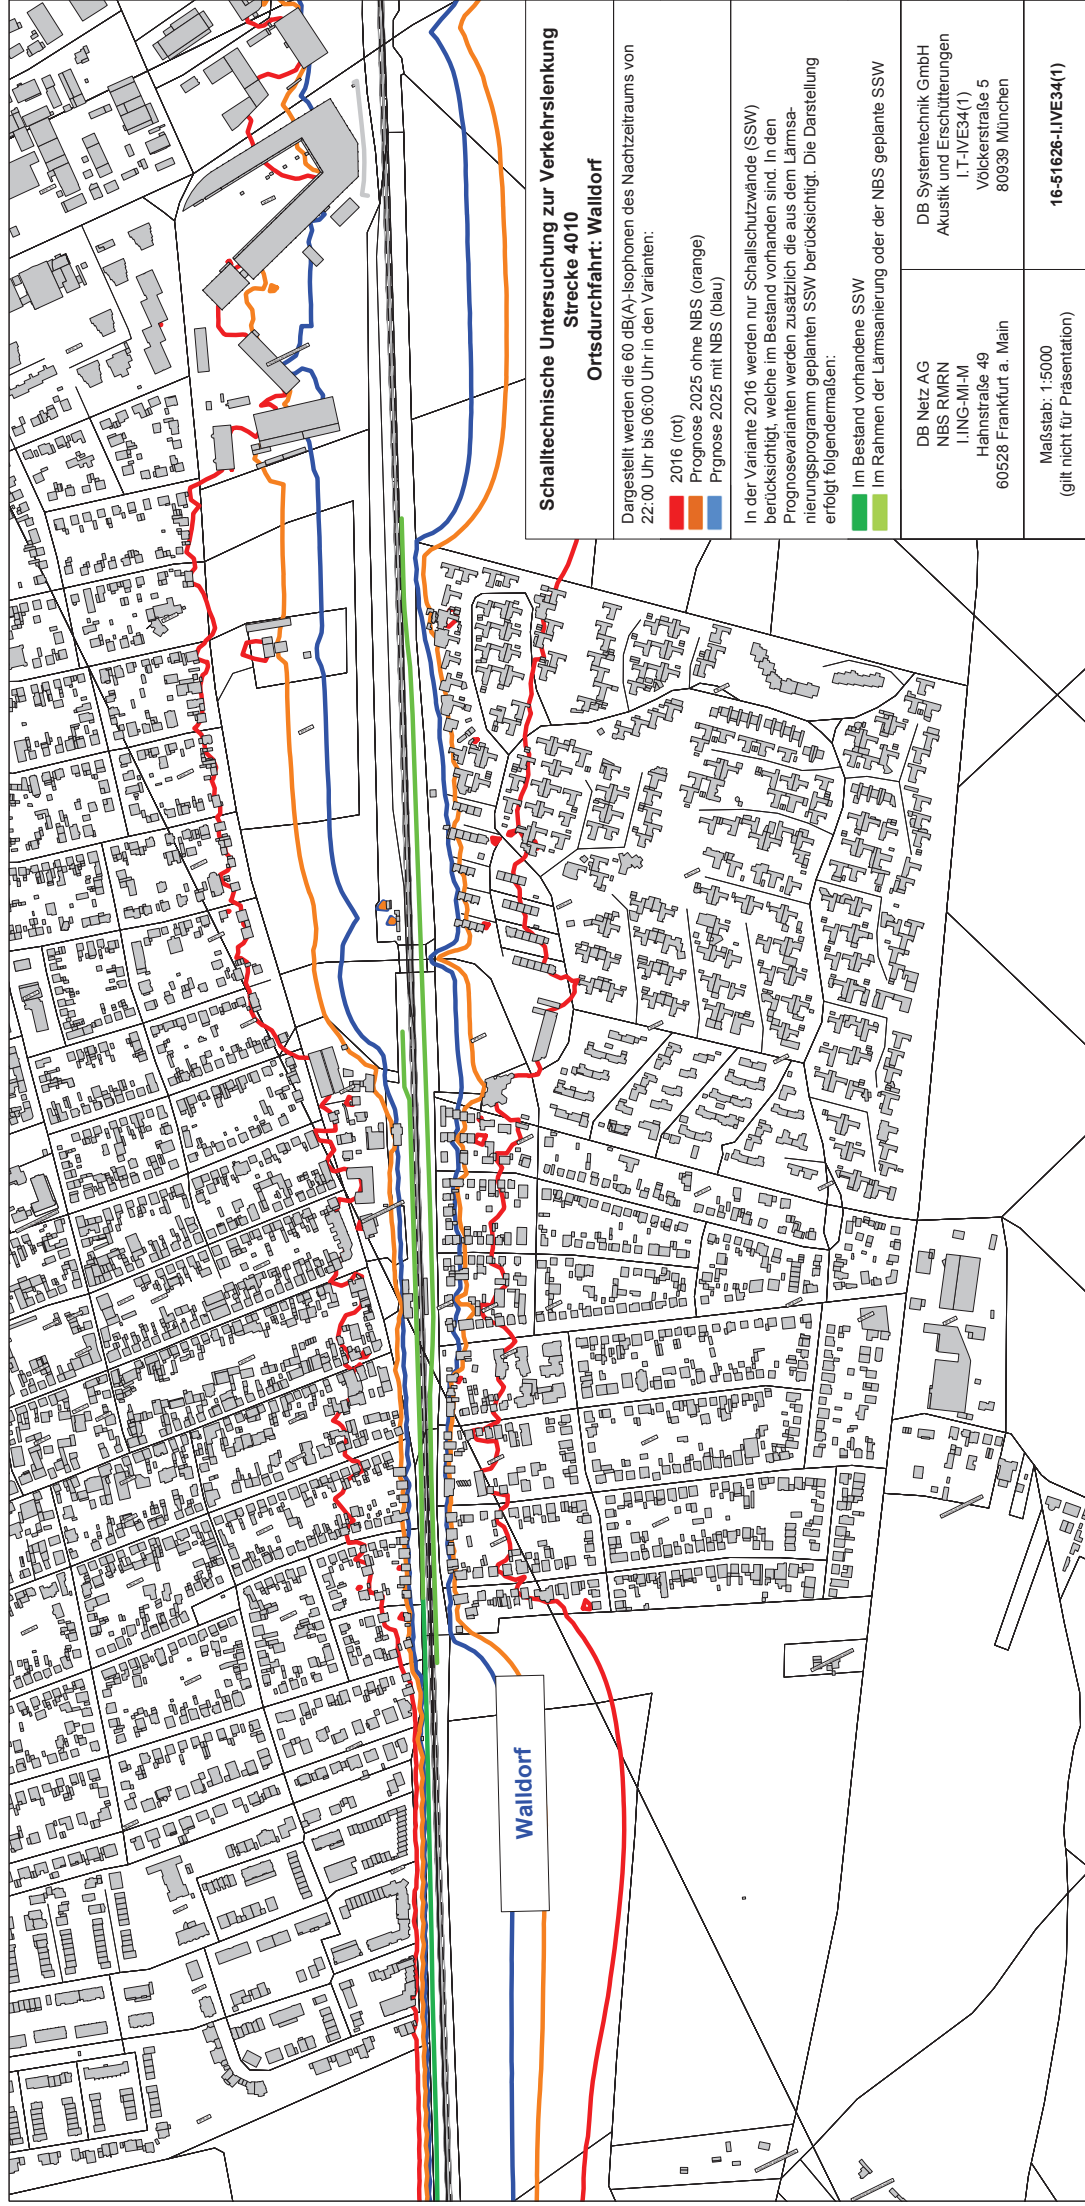 Schalltechnische Untersuchung zur Verkehrslenkung
Strecke 4010
Ortsdurchfahrt: Walldorf
Dargestellt werden die 60 dB(A)-Isophonen des Nachtzeitraums von
22:00 Uhr bis 06:00 Uhr in den Varianten:
2016 (rot)
Prognose 2025 ohne NBS (orange)
Prgnose 2025 mit NBS (blau)
In der Variante 2016 werden nur Schallschutzwände (SSW)
berücksichtigt, welche im Bestand vorhanden sind. In den
Prognosevarianten werden zusätzlich die aus dem Lärmsa-
nierungsprogramm geplanten SSW berücksichtigt. Die Darstellung
erfolgt folgendermaßen:
Im Bestand vorhandene SSW
Im Rahmen der Lärmsanierung oder der NBS geplante SSW
DB Netz AG
NBS RMRN
I.ING-MI-M
Hahnstraße 49
60528 Frankfurt a. Main
DB Systemtechnik GmbH
Akustik und Erschütterungen
I.T-IVE34(1)
Völckerstraße 5
80939 München
Maßstab: 1:5000
(gilt nicht für Präsentation)
16-51626-I.IVE34(1)
Walldorf